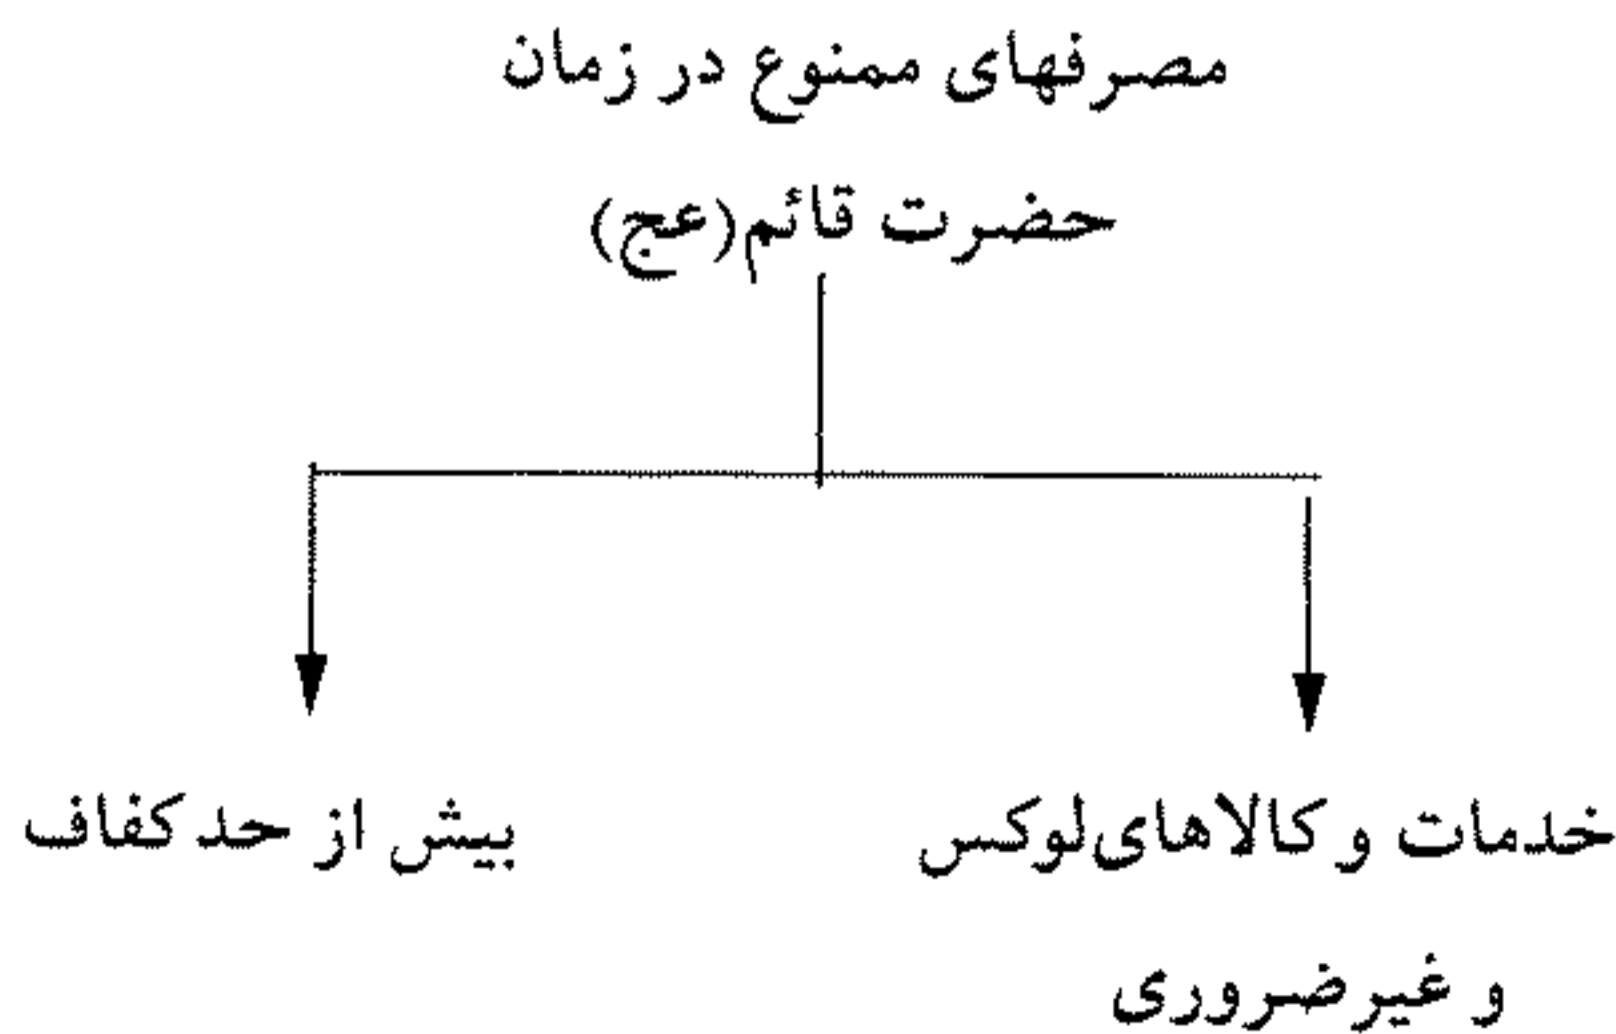 مصرفهای ممنوع در زمان
حضرت قائم(عج)
خدمات و کالاهای لوکس
و غیرضروری
بیش از حد کفاف